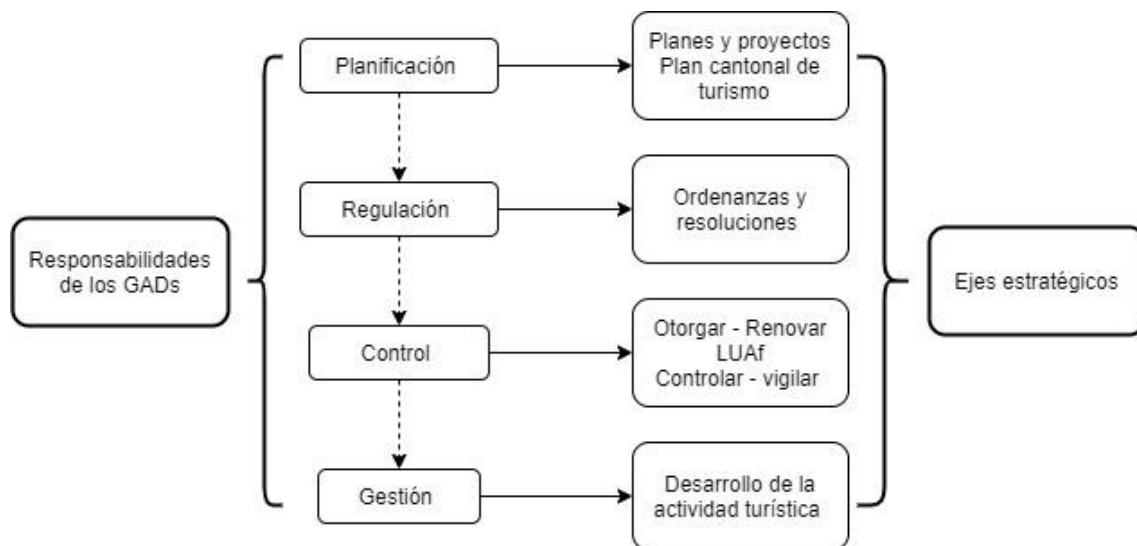 Responsabilidades
de los GADs
Planificación
Planes y proyectos
Plan cantonal de
turismo
Regulación
Ordenanzas y
resoluciones
Control
Otorgar - Renovar
LUAf
Controlar - vigilar
Gestión
Desarrollo de la
actividad turística
Ejes estratégicos